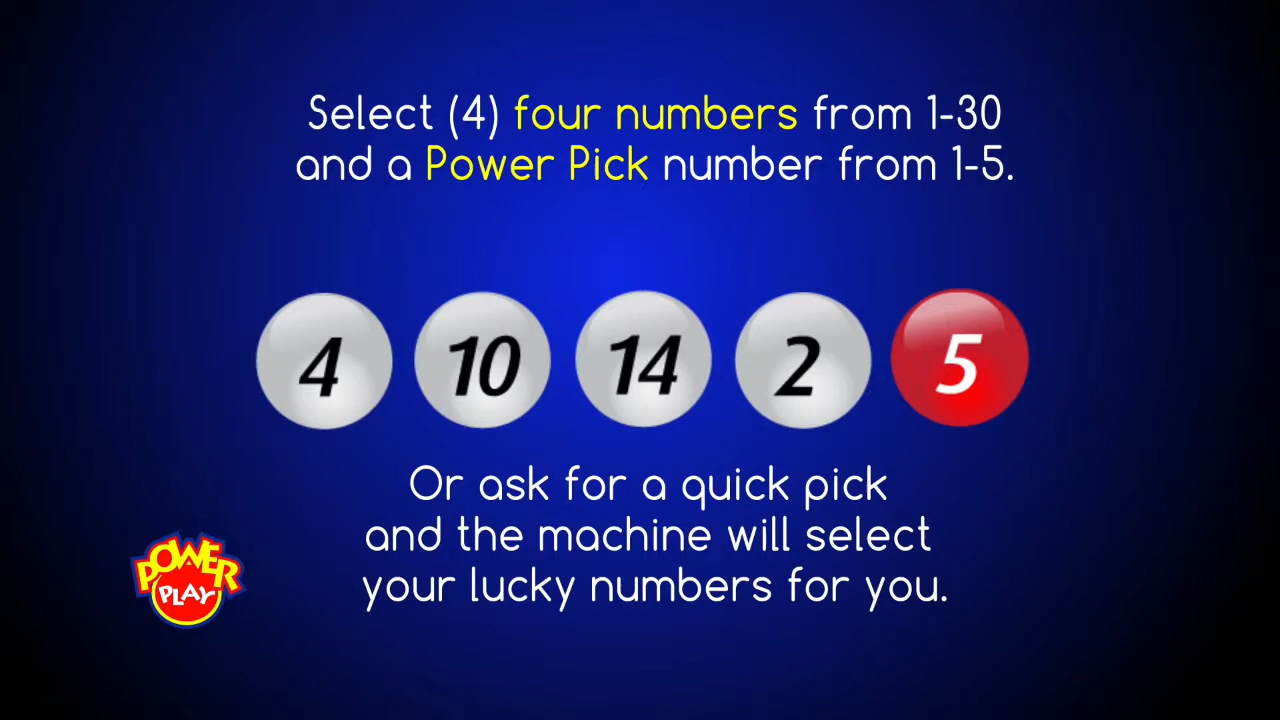 Select (4) four numbers from 1-30
and a Power Pick number from 1-5.
4 10 14 2 5
Or ask for a quick pick
and the machine will select
your lucky numbers for you.
POWER
PLAY